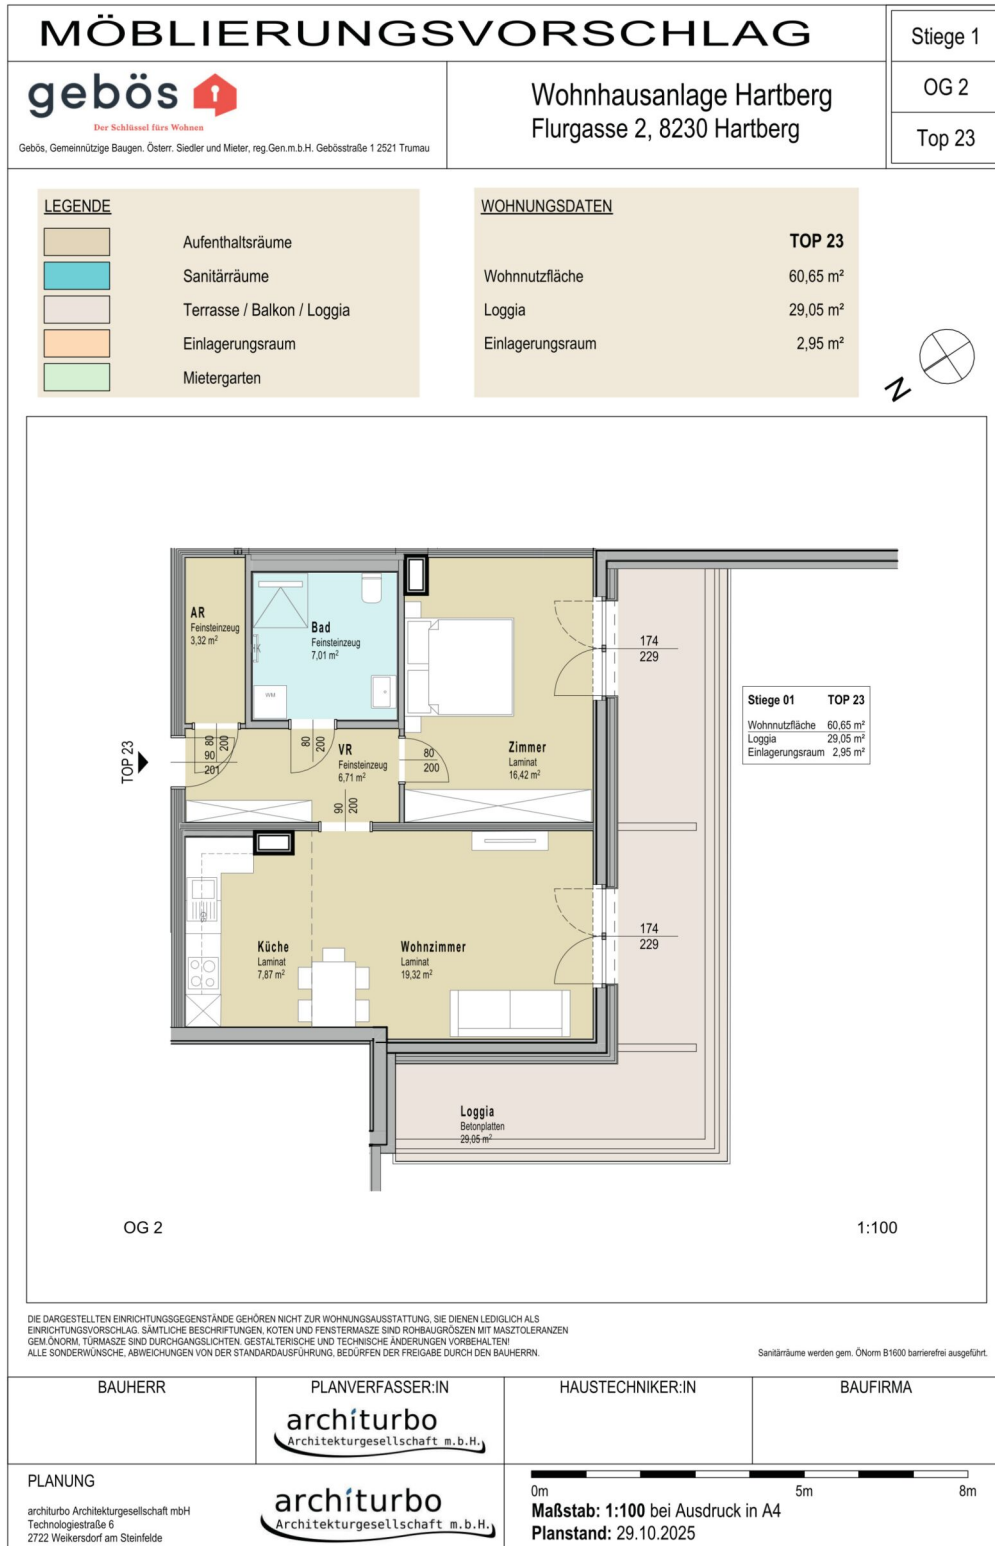 MÖBLIERUNGSVORSCHLAG
Stiege 1
OG 2
Top 23
gebös
Der Schlüssel fürs Wohnen
Gebös, Gemeinnützige Baugen. Österr. Siedler und Mieter, reg.Gen.m.b.H. Gebösstraße 1 2521 Trumau
Wohnhausanlage Hartberg
Flurgasse 2, 8230 Hartberg
LEGENDE
Aufenthaltsräume
Sanitärräume
Terrasse / Balkon / Loggia
Einlagerungsraum
Mietergarten
WOHNUNGSDATEN
TOP 23
Wohnnutzfläche 60,65 m²
Loggia 29,05 m²
Einlagerungsraum 2,95 m²
N
AR
Feinsteinzeug
3,32 m²
Bad
Feinsteinzeug
7,01 m²
WM
174
229
Stiege 01 TOP 23
Wohnnutzfläche 60,65 m²
Loggia 29,05 m²
Einlagerungsraum 2,95 m²
TOP 23
80
200
90
201
80
200
VR
Feinsteinzeug
6,71 m²
80
200
Zimmer
Laminat
16,42 m²
90
200
Küche
Laminat
7,87 m²
Wohnzimmer
Laminat
19,32 m²
174
229
Loggia
Betonplatten
29,05 m²
OG 2
1:100
DIE DARGESTELLTEN EINRICHTUNGSGEGENSTÄNDE GEHÖREN NICHT ZUR WOHNUNGSAUSSTATTUNG, SIE DIENEN LEDIGLICH ALS
EINRICHTUNGSVORSCHLAG. SÄMTLICHE BESCHRIFTUNGEN, KOTEN UND FENSTERMASZE SIND ROHBAUGRÖSZEN MIT MASZTOLERANZEN
GEM.ÖNORM, TÜRMASZE SIND DURCHGANGSLICHTEN. GESTALTERISCHE UND TECHNISCHE ÄNDERUNGEN VORBEHALTEN!
ALLE SONDERWÜNSCHE, ABWEICHUNGEN VON DER STANDARDAUSFÜHRUNG, BEDÜRFEN DER FREIGABE DURCH DEN BAUHERRN.
Sanitärräume werden gem. ÖNorm B1600 barrierefrei ausgeführt.
BAUHERR
PLANVERFASSER:IN
HAUSTECHNIKER:IN
BAUFIRMA
architurbo
Architekturgesellschaft m.b.H.
PLANUNG
architurbo Architekturgesellschaft mbH
Technologiestraße 6
2722 Weikersdorf am Steinfelde
architurbo
Architekturgesellschaft m.b.H.
0m 5m 8m
Maßstab: 1:100 bei Ausdruck in A4
Planstand: 29.10.2025